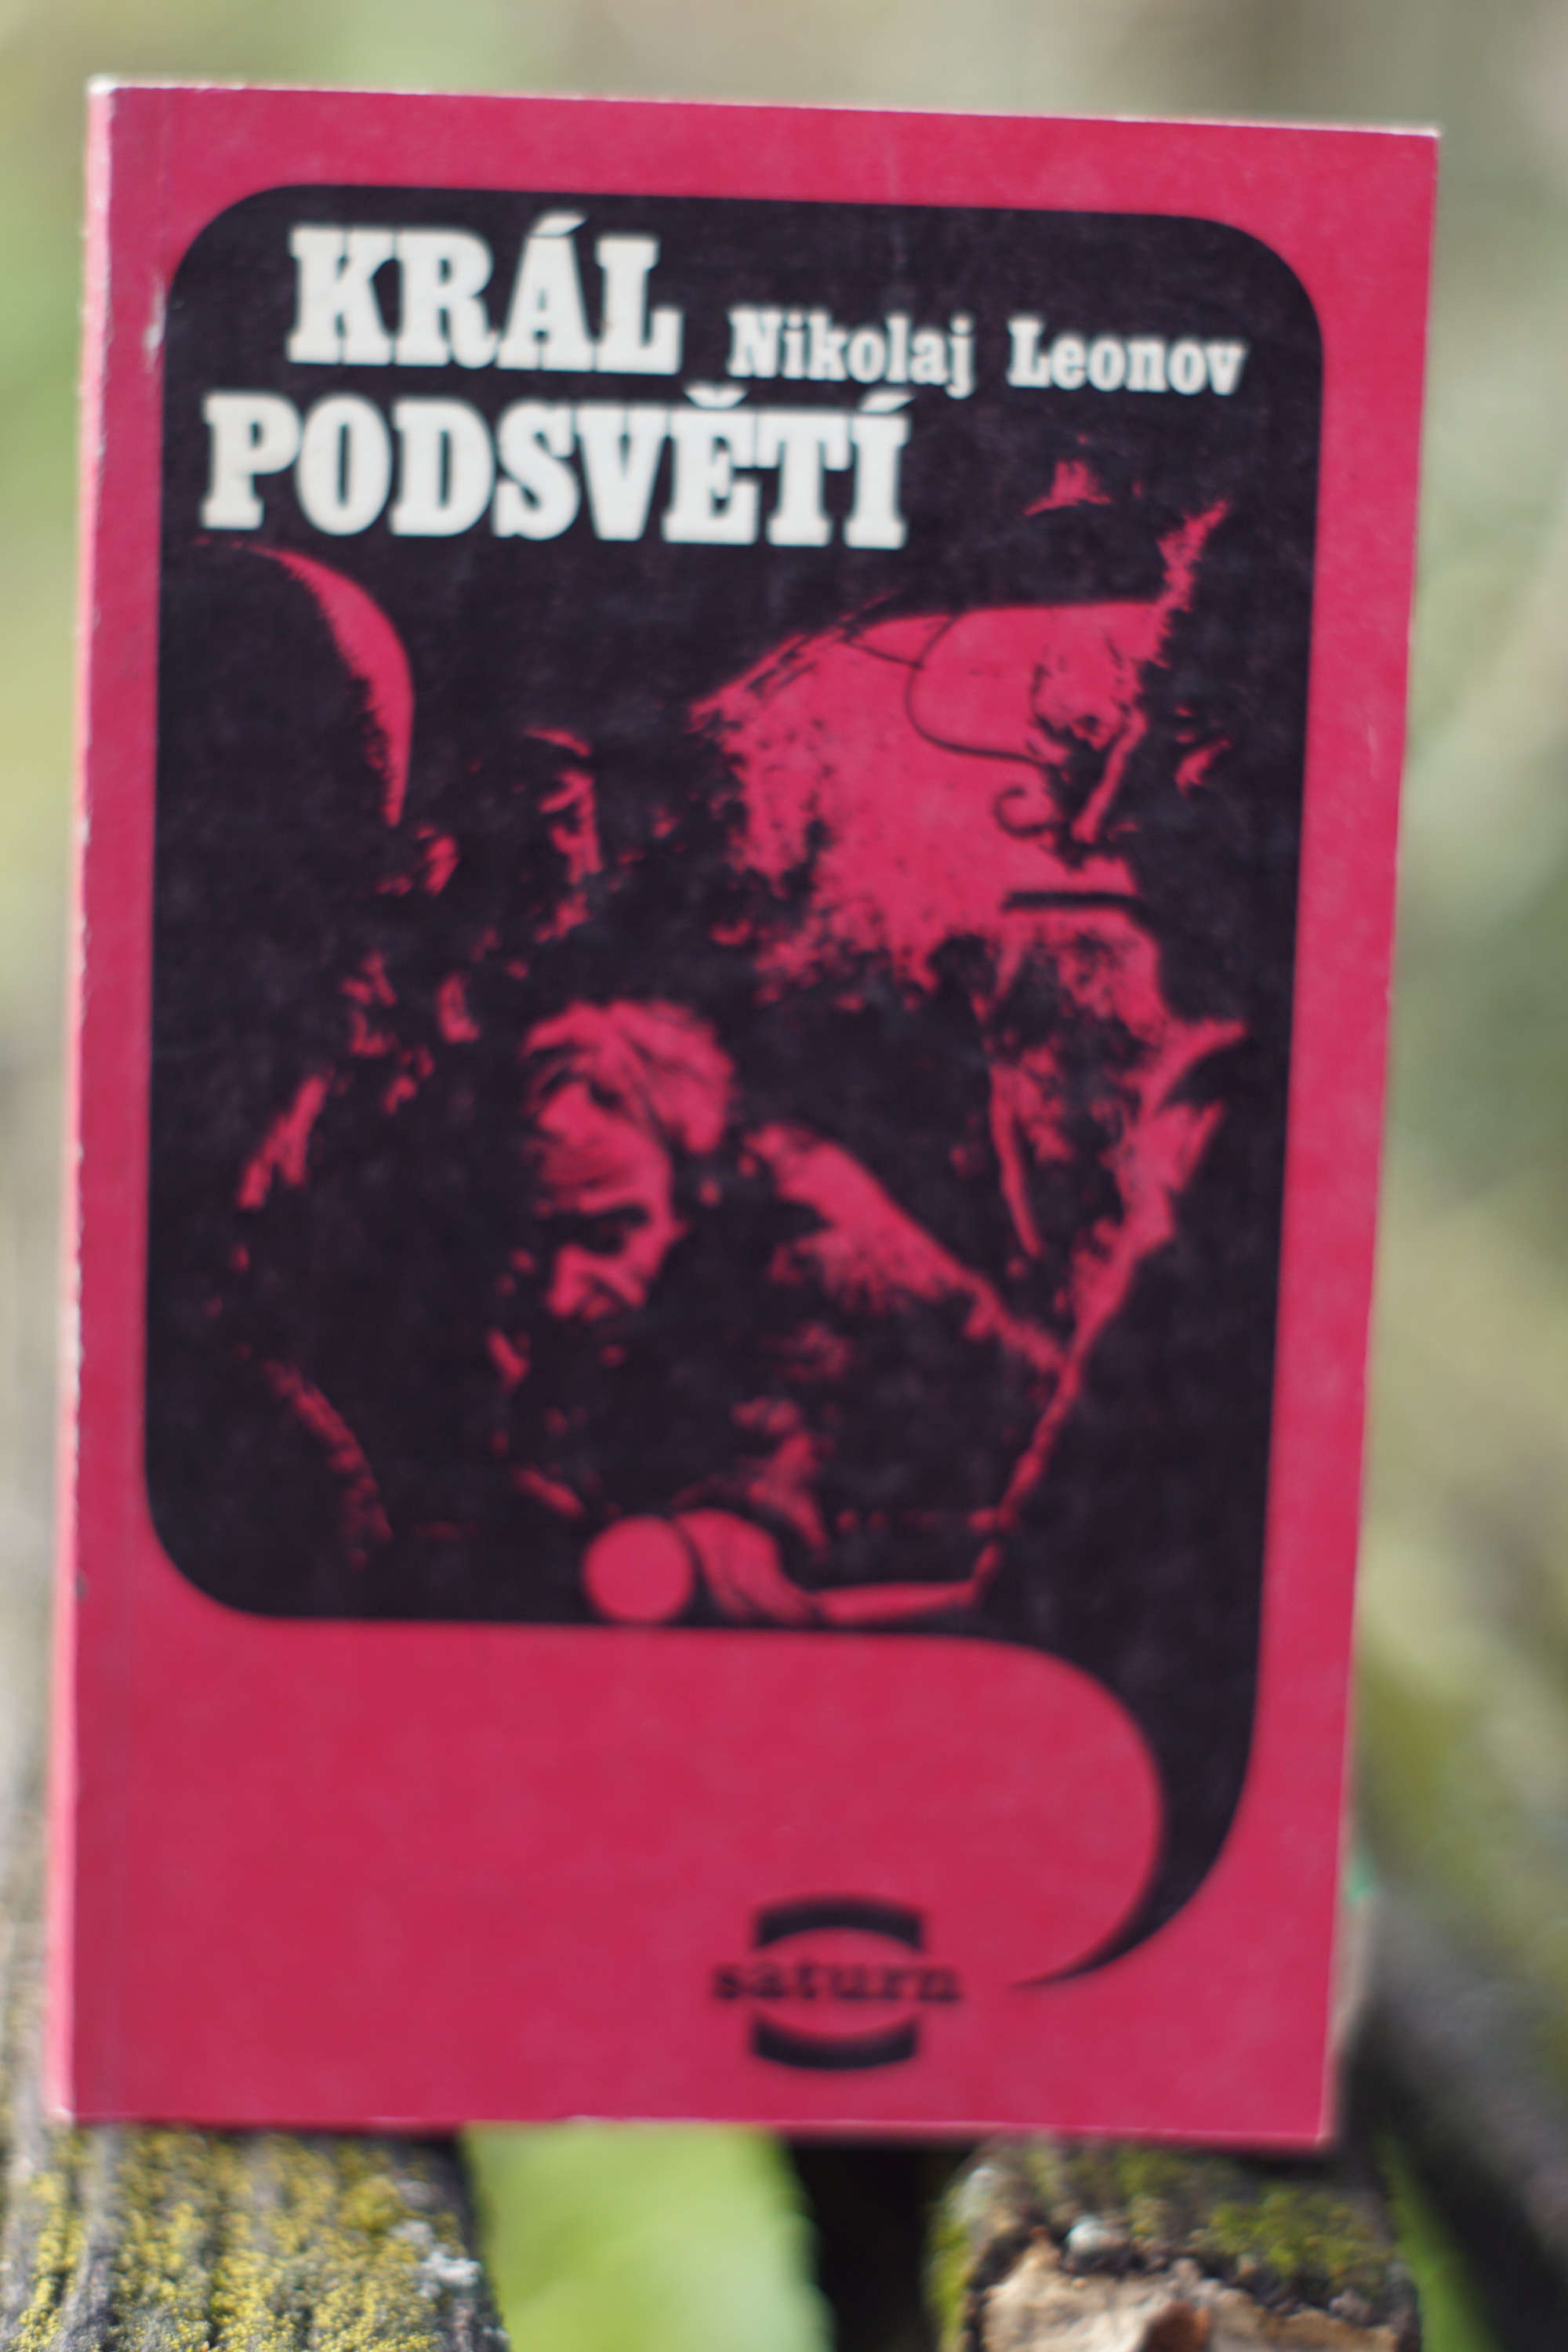 KRÁL
Nikolaj Leonov
PODSVĚTÍ
saturn